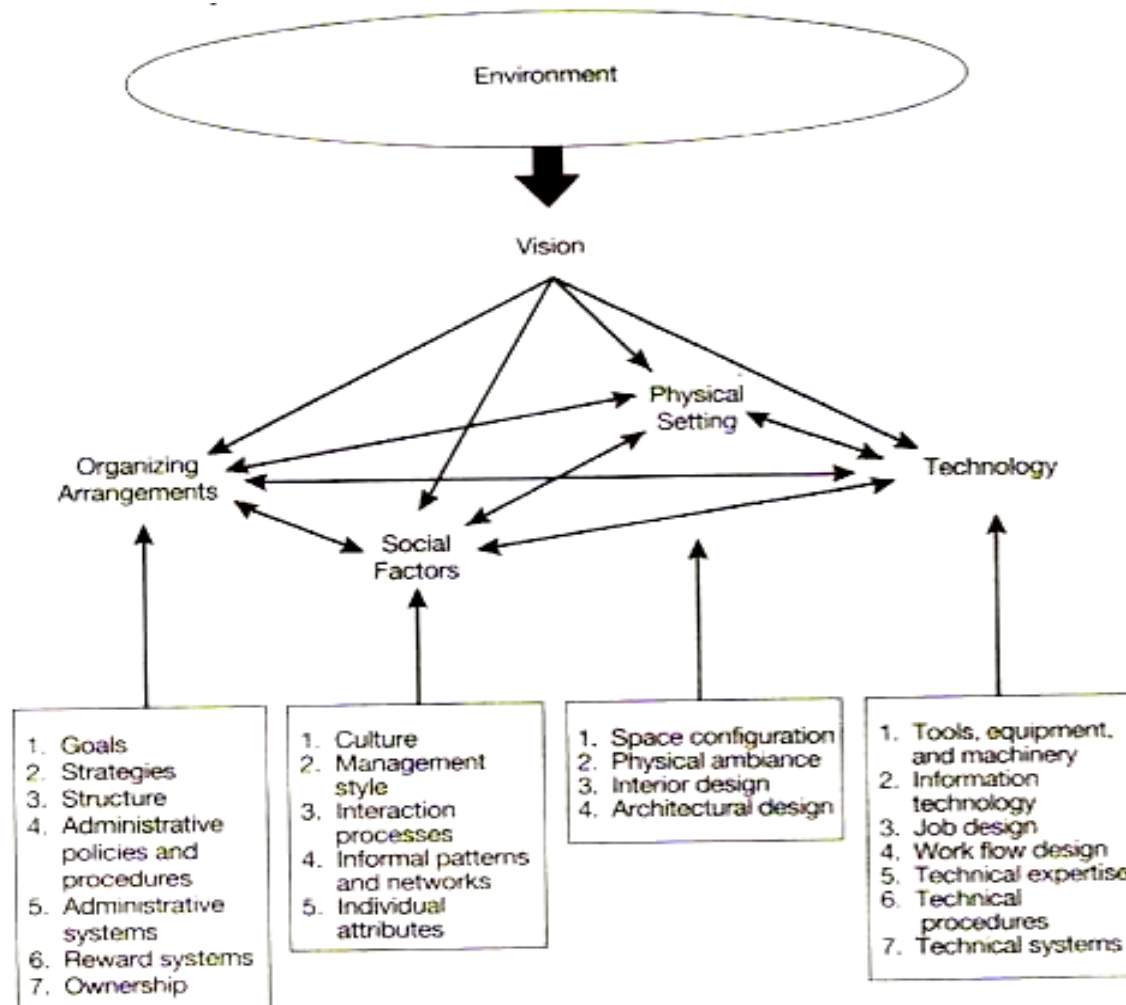 Environment
Vision
Physical
Setting
Organizing
Arrangements
Technology
Social
Factors
1. Goals
2. Strategies
3. Structure
4. Administrative
policies and
procedures
5. Administrative
systems
6. Reward systems
7. Ownership
1. Culture
2. Management
style
3. Interaction
processes
4. Informal patterns
and networks
5. Individual
attributes
1. Space configuration
2. Physical ambiance
3. Interior design
4. Architectural design
1. Tools, equipment,
and machinery
2. Information
technology
3. Job design
4. Work flow design
5. Technical expertise
6. Technical
procedures
7. Technical systems